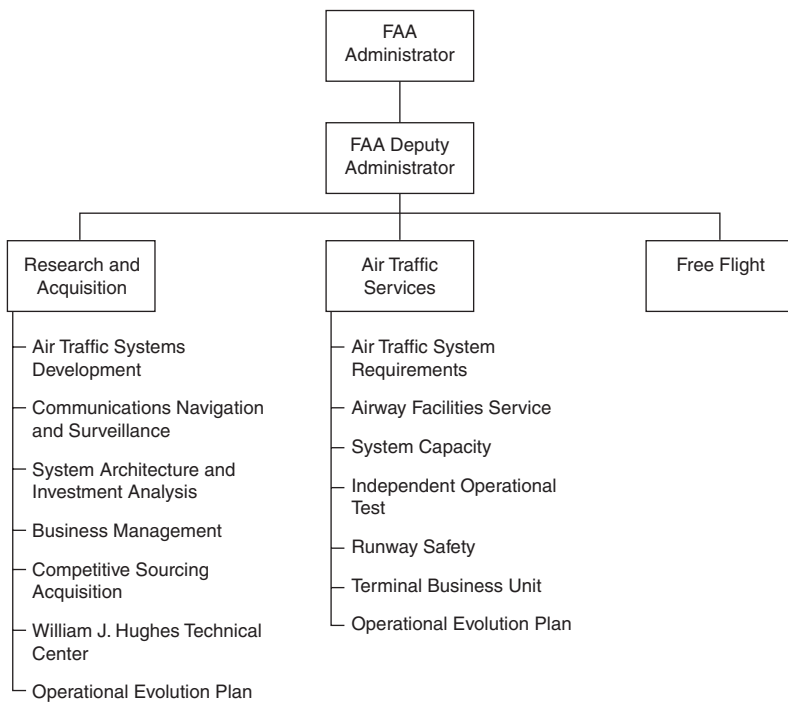 FAA
Administrator
FAA Deputy
Administrator
Research and
Acquisition
Air Traffic Systems
Development
Communications Navigation
and Surveillance
System Architecture and
Investment Analysis
Business Management
Competitive Sourcing
Acquisition
William J. Hughes Technical
Center
Operational Evolution Plan
Air Traffic
Services
Air Traffic System
Requirements
Airway Facilities Service
System Capacity
Independent Operational
Test
Runway Safety
Terminal Business Unit
Operational Evolution Plan
Free Flight